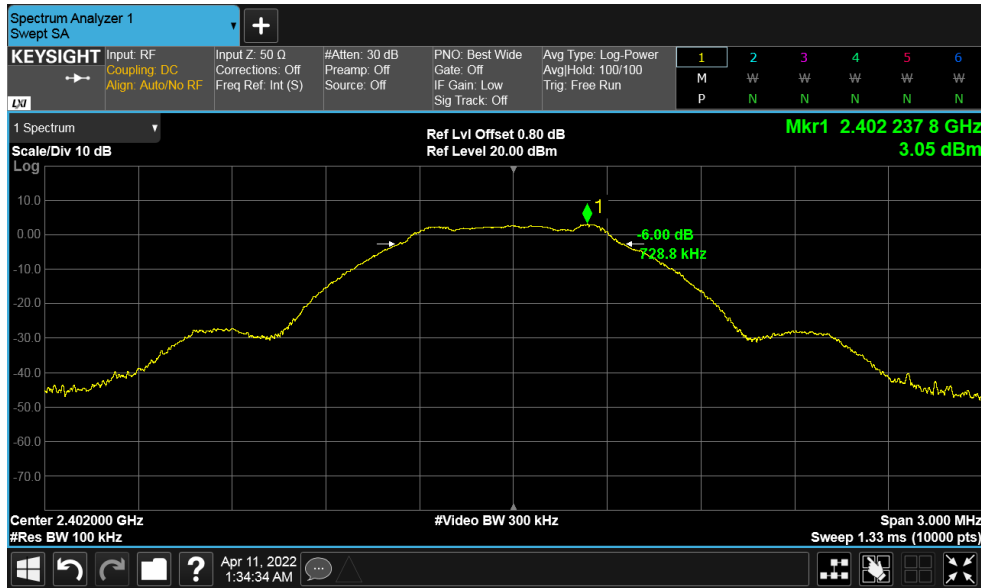 Spectrum Analyzer 1
Swept SA
+
KEYSIGHT
LXI
Input: RF
Coupling: DC
Align: Auto/No RF
Input Z: 50 Ω
Corrections: Off
Freq Ref: Int (S)
#Atten: 30 dB
Preamp: Off
Source: Off
PNO: Best Wide
Gate: Off
IF Gain: Low
Sig Track: Off
Avg Type: Log-Power
Avg|Hold: 100/100
Trig: Free Run
1 2 3 4 5 6
M W W W W W
P N N N N N
1 Spectrum
Scale/Div 10 dB
Log
Ref Lvl Offset 0.80 dB
Ref Level 20.00 dBm
Mkr1 2.402 237 8 GHz
3.05 dBm
10.0
0.00
-10.0
-20.0
-30.0
-40.0
-50.0
-60.0
-70.0
1
-6.00 dB
728.8 kHz
Center 2.402000 GHz
#Res BW 100 kHz
#Video BW 300 kHz
Span 3.000 MHz
Sweep 1.33 ms (10000 pts)
?
Apr 11, 2022
1:34:34 AM